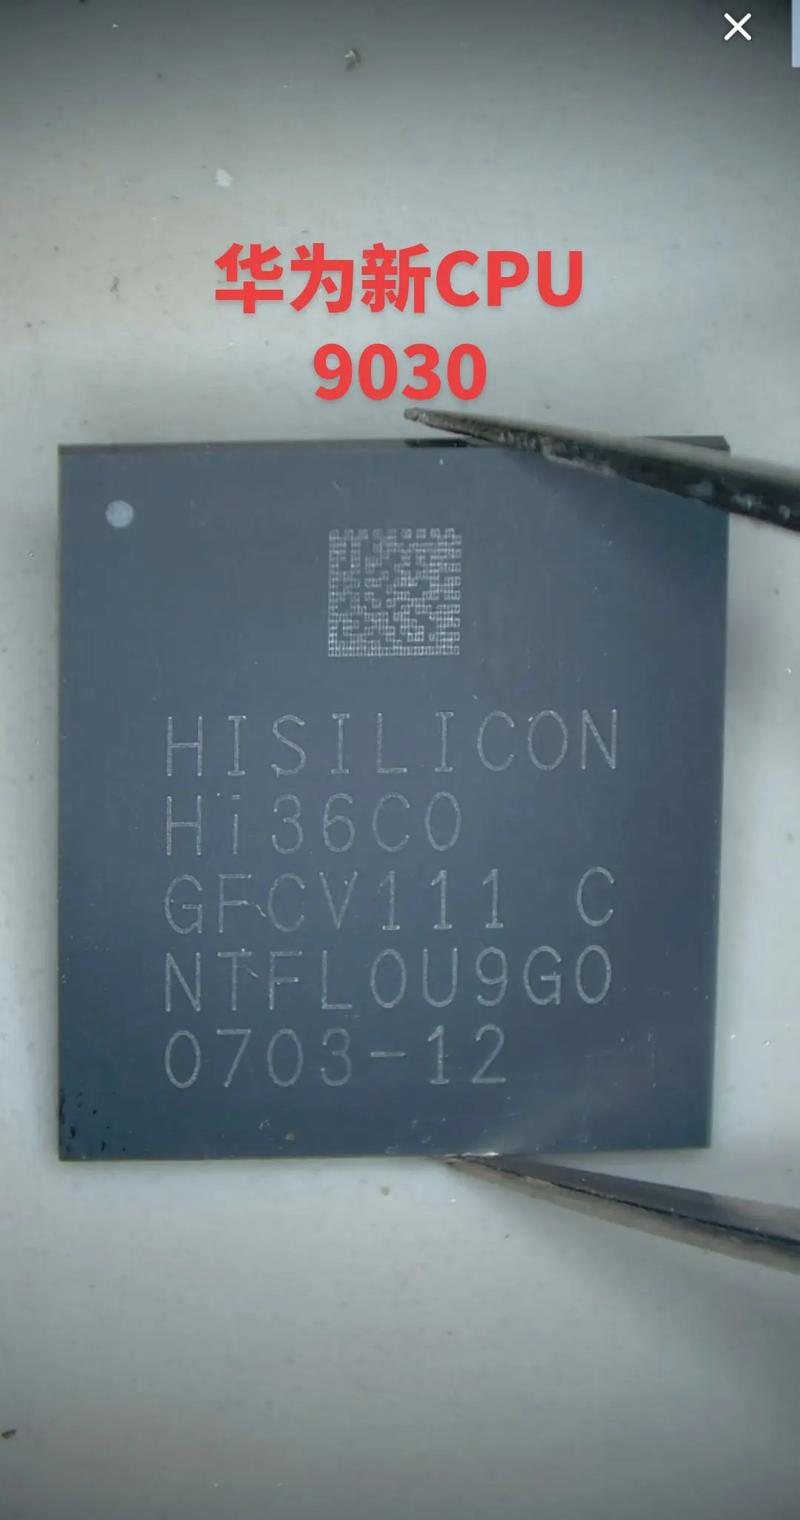 华为新CPU
9030
HISILICON
Hi36C0
GFCV111 C
NTFL0U9G0
0703-12